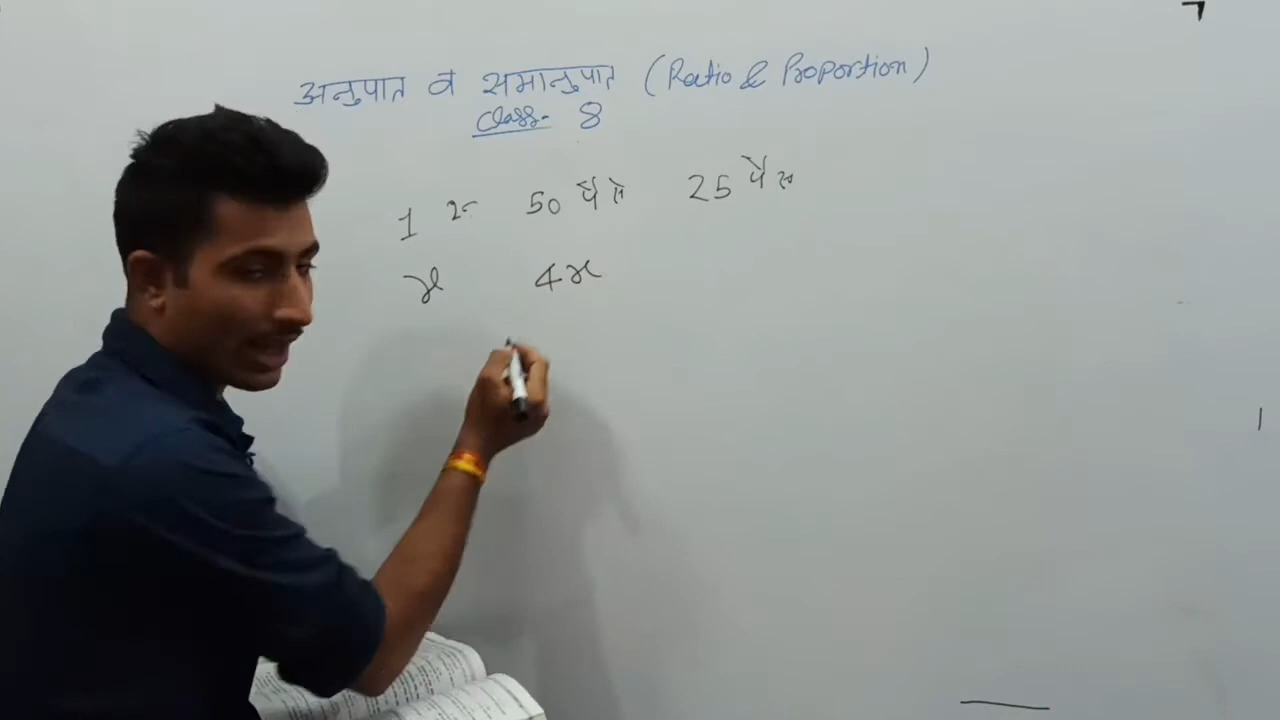 अनुपात व समानुपात (Ratio & Proportion)
Class- 8
1 रू 50 पैसे 25 पैसे
x 4x